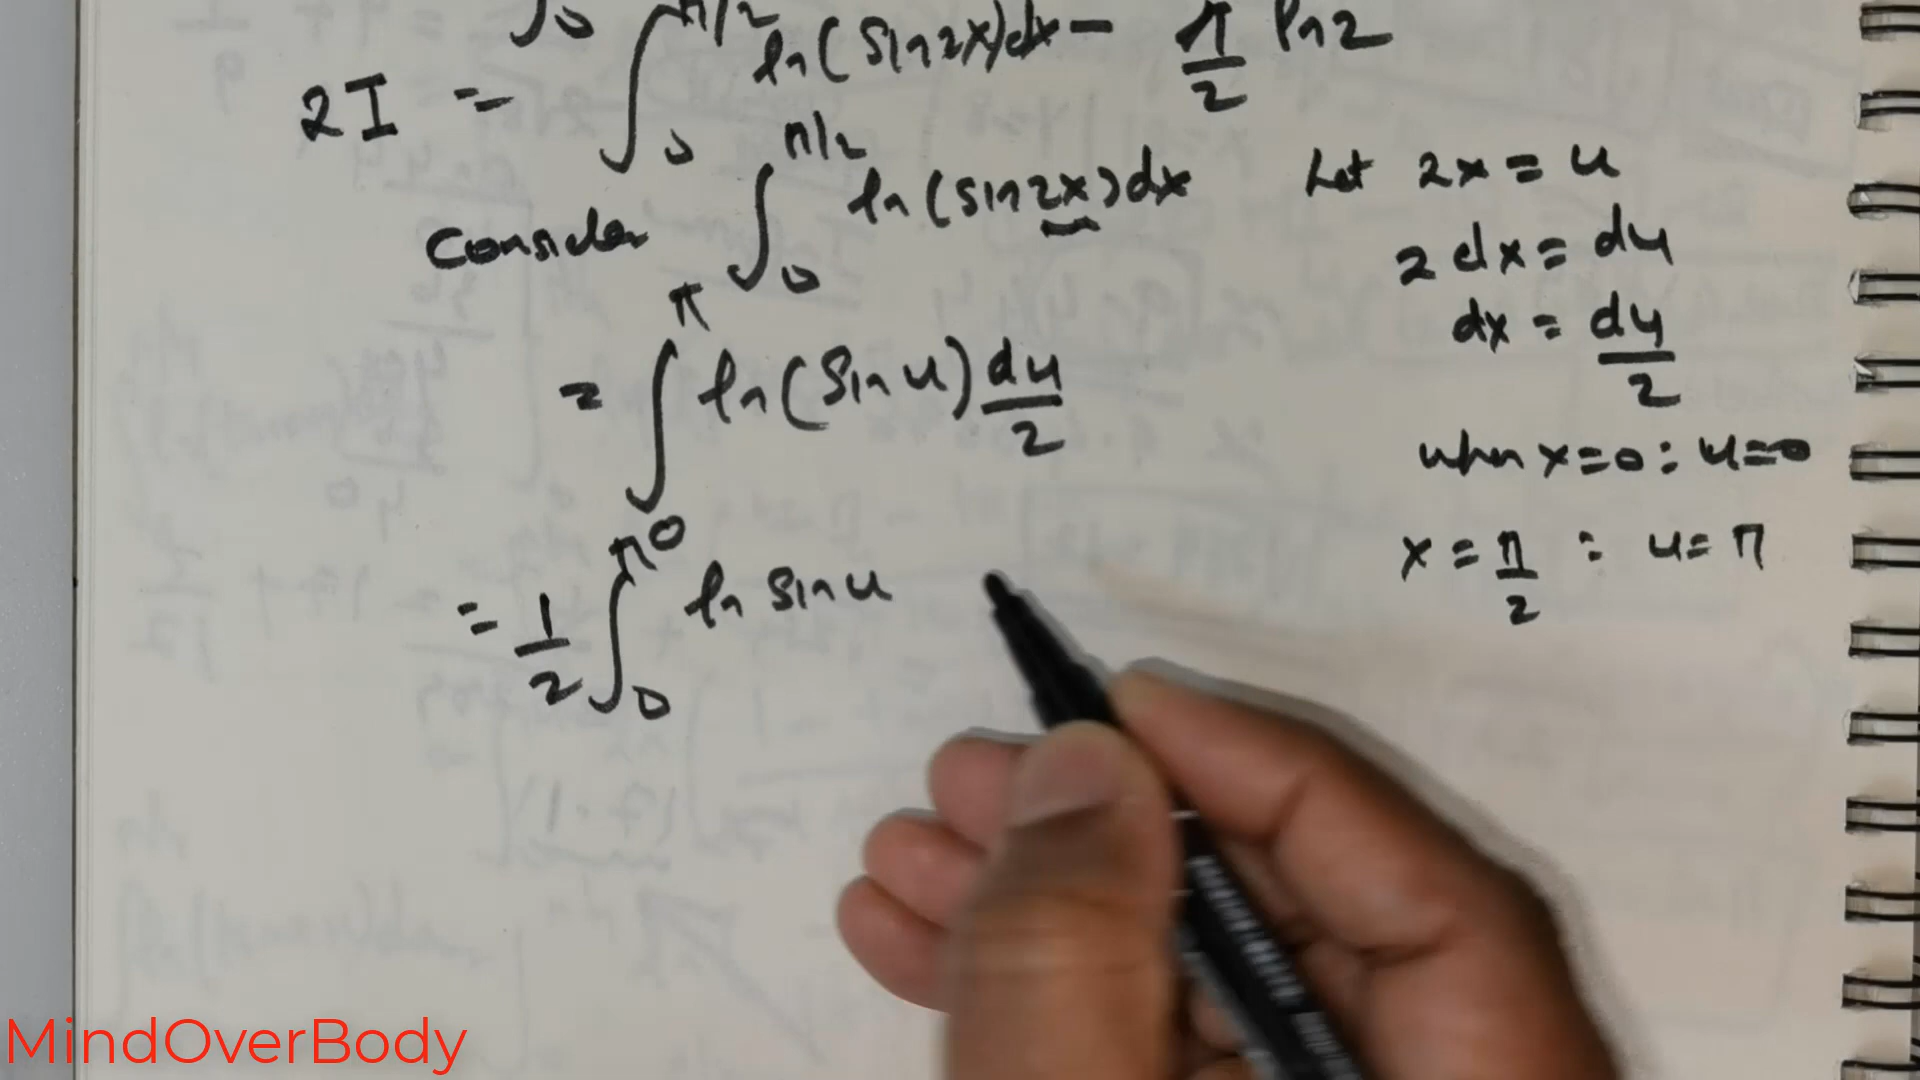 2I = ∫₀^π/2 ln(sin2x)dx - π/2 ln2
Consider ∫₀^π/2 ln(sin2x)dx
Let 2x = u
2dx = du
dx = du/2
= ∫₀^π ln(sin u) du/2
when x=0 : u=0
x = π/2 : u = π
= 1/2 ∫₀^π ln sin u
MindOverBody